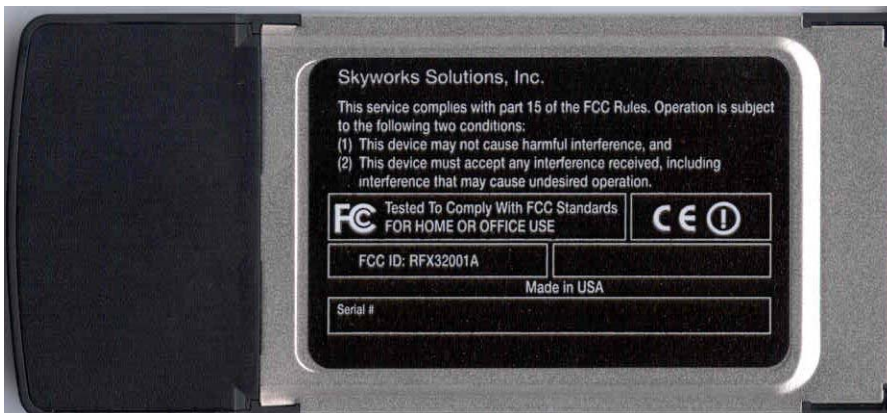 Skyworks Solutions, Inc.
This service complies with part 15 of the FCC Rules. Operation is subject
to the following two conditions:
(1) This device may not cause harmful interference, and
(2) This device must accept any interference received, including
interference that may cause undesired operation.
FC Tested To Comply With FCC Standards
FOR HOME OR OFFICE USE
CE
FCC ID: RFX32001A
Made in USA
Serial #